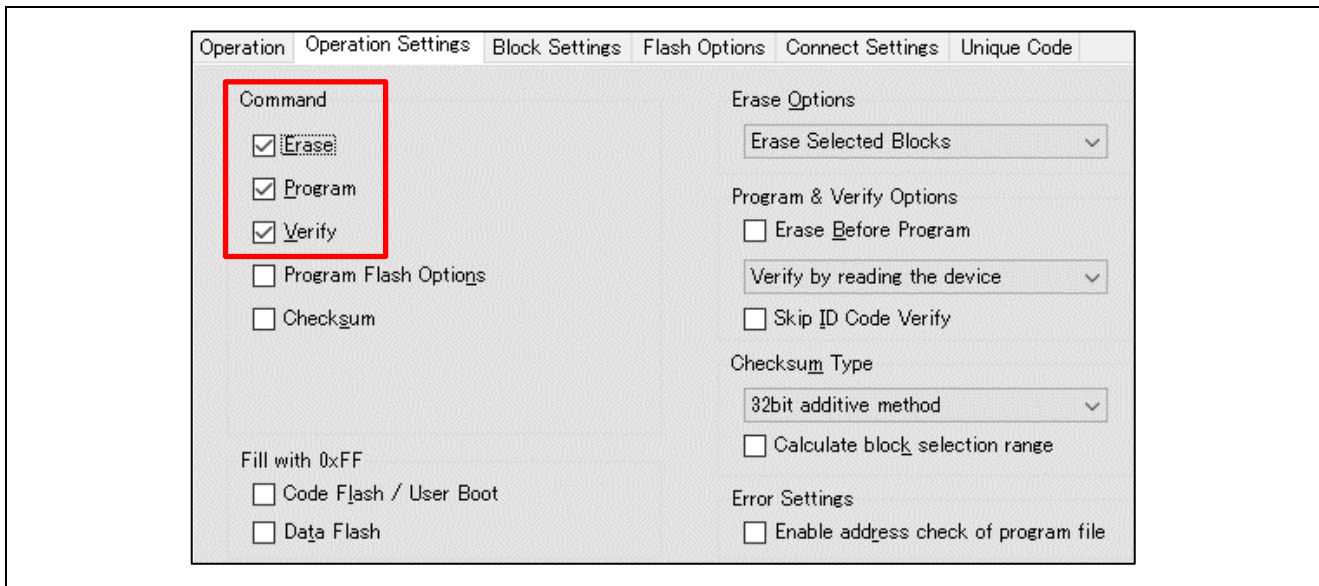 Operation Operation Settings Block Settings Flash Options Connect Settings Unique Code
Command
Erase
Program
Verify
Program Flash Options
Checksum
Fill with 0xFF
Code Flash / User Boot
Data Flash
Erase Options
Erase Selected Blocks
Program & Verify Options
Erase Before Program
Verify by reading the device
Skip ID Code Verify
Checksum Type
32bit additive method
Calculate block selection range
Error Settings
Enable address check of program file